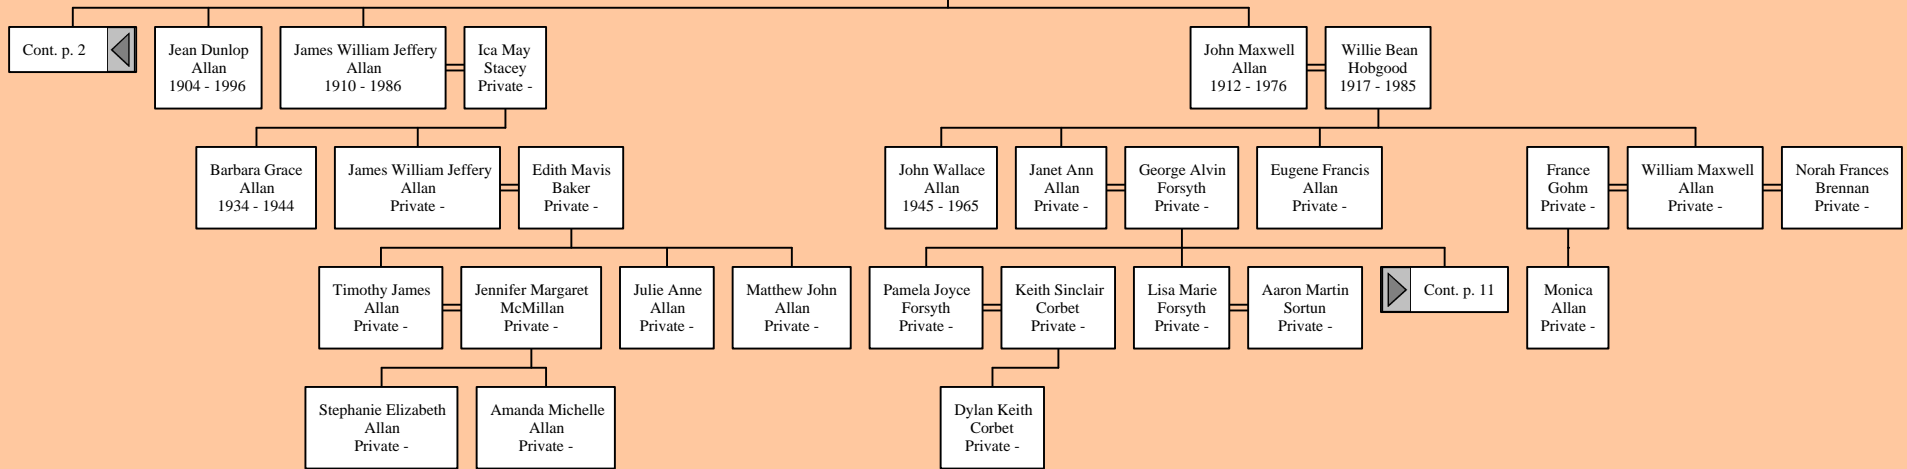 Cont. p. 2
Jean Dunlop
Allan
1904 - 1996
James William Jeffery
Allan
1910 - 1986
Ica May
Stacey
Private -
John Maxwell
Allan
1912 - 1976
Willie Bean
Hobgood
1917 - 1985
Barbara Grace
Allan
1934 - 1944
James William Jeffery
Allan
Private -
Edith Mavis
Baker
Private -
John Wallace
Allan
1945 - 1965
Janet Ann
Allan
Private -
George Alvin
Forsyth
Private -
Eugene Francis
Allan
Private -
France
Gohm
Private -
William Maxwell
Allan
Private -
Norah Frances
Brennan
Private -
Timothy James
Allan
Private -
Jennifer Margaret
McMillan
Private -
Julie Anne
Allan
Private -
Matthew John
Allan
Private -
Pamela Joyce
Forsyth
Private -
Keith Sinclair
Corbet
Private -
Lisa Marie
Forsyth
Private -
Aaron Martin
Sortun
Private -
Cont. p. 11
Monica
Allan
Private -
Stephanie Elizabeth
Allan
Private -
Amanda Michelle
Allan
Private -
Dylan Keith
Corbet
Private -